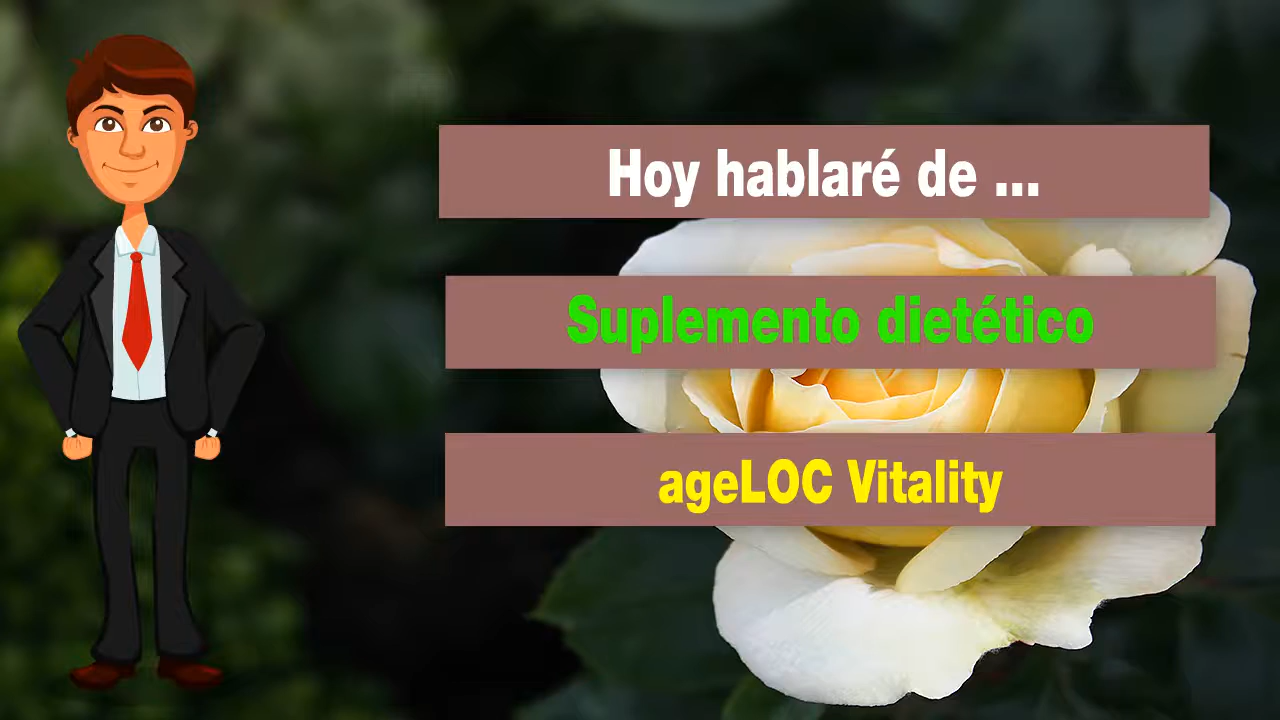 Hoy hablaré de ...
Suplemento dietético
ageLOC Vitality